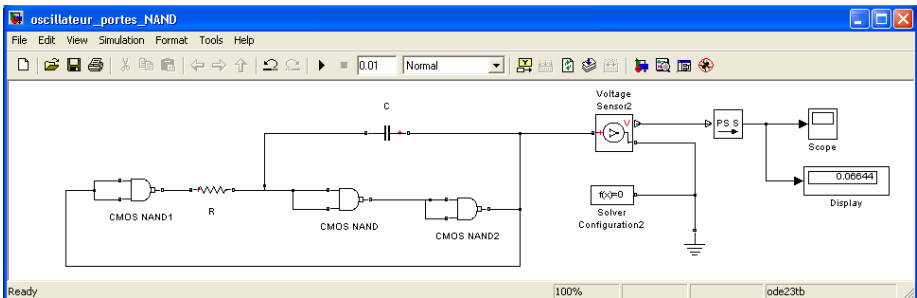 oscillateur_portes_NAND
File Edit View Simulation Format Tools Help
0.01 Normal
C
Voltage
Sensor2
V
PS S
Scope
0.06644
Display
CMOS NAND1
R
CMOS NAND
CMOS NAND2
f(x)=0
Solver
Configuration2
Ready 100% ode23tb